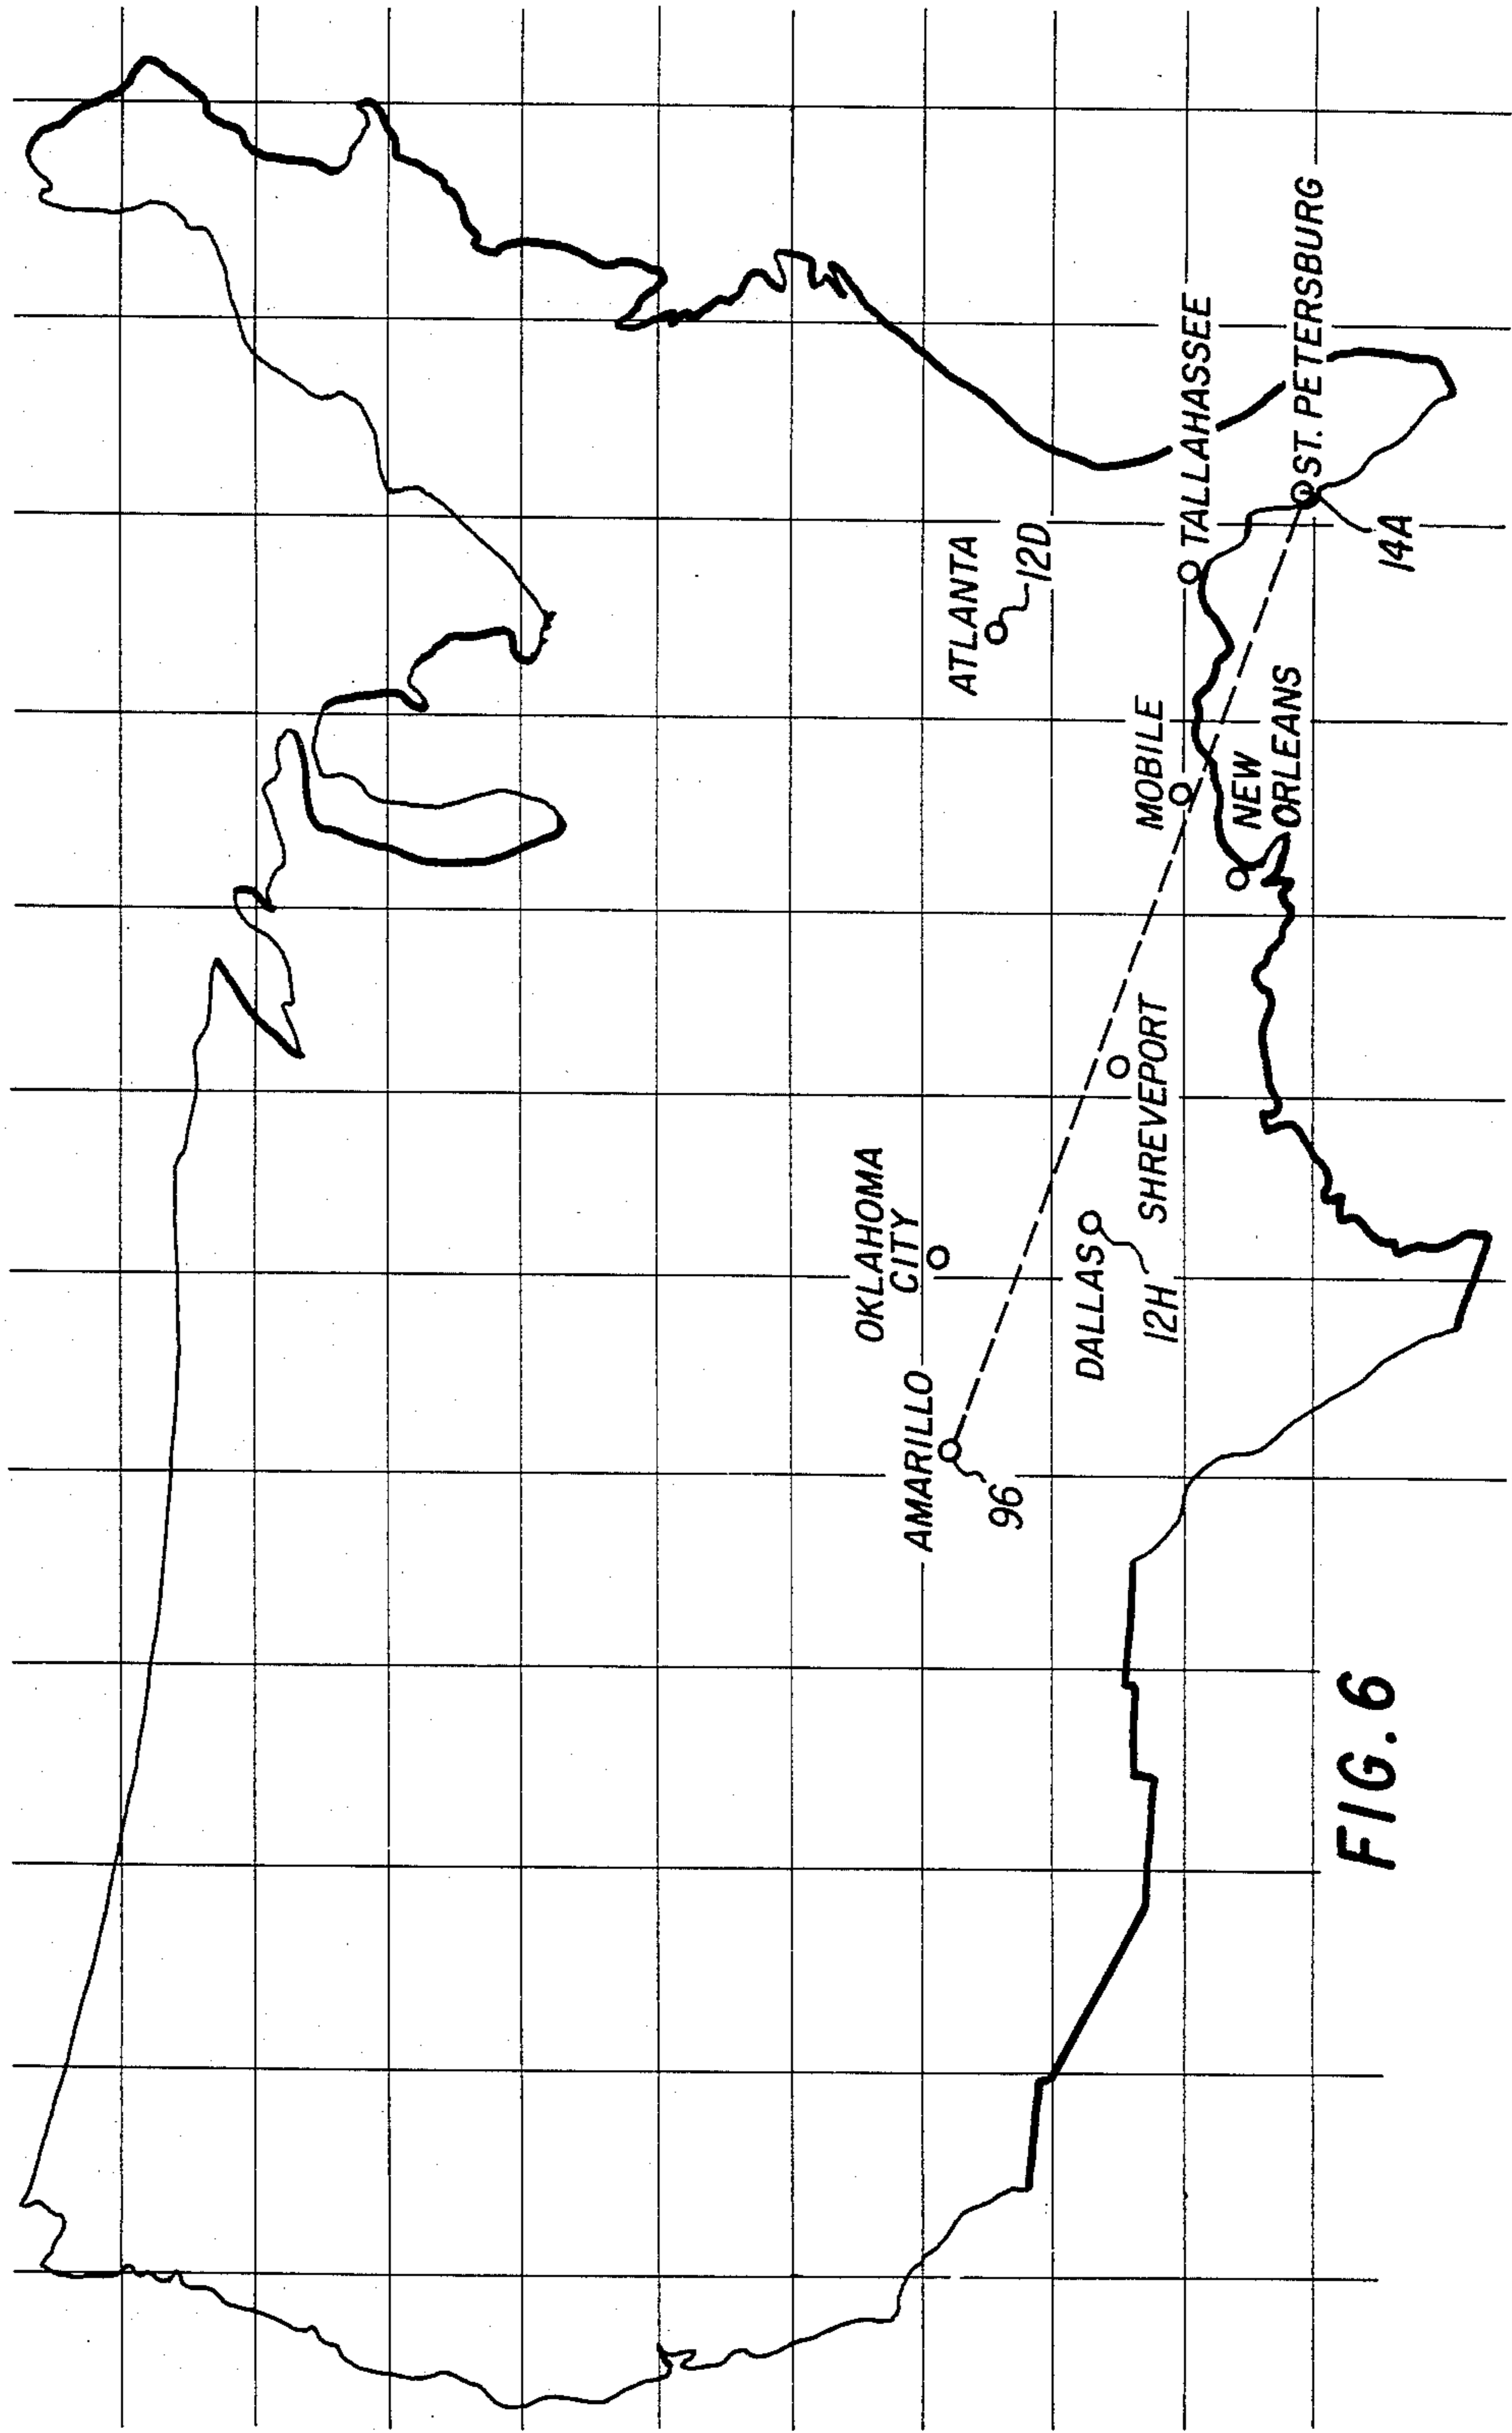 AMARILLO
96
OKLAHOMA
CITY
DALLAS
12H
SHREVEPORT
ATLANTA
12D
MOBILE
NEW
ORLEANS
TALLAHASSEE
ST. PETERSBURG
14A
FIG. 6